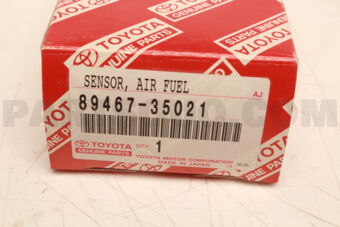 TOYOTA
GENUINE PARTS
TOYOTA
GENUINE PARTS
SENSOR, AIR FUEL
AJ
89467-35021
TOYOTA QTY: 1
TOYOTA MOTOR CORPORATION
MADE IN JAPAN